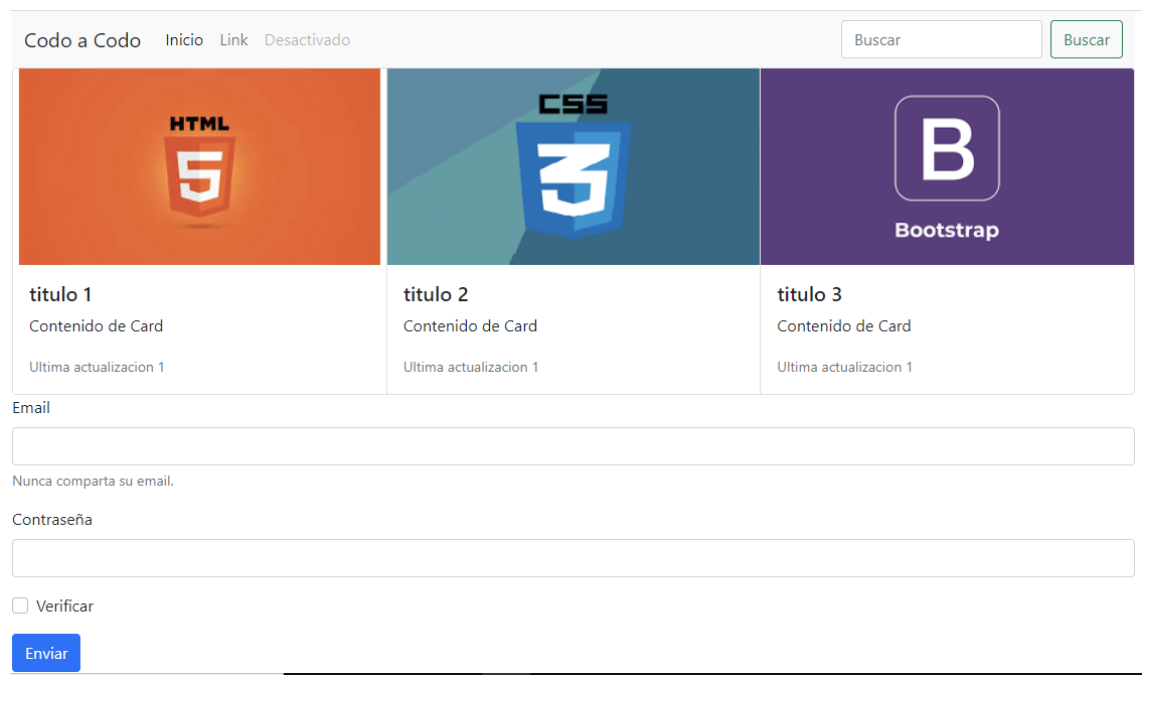 Codo a Codo Inicio Link Desactivado Buscar Buscar
HTML
5
CSS
3
B
Bootstrap
titulo 1
Contenido de Card
Ultima actualizacion 1
titulo 2
Contenido de Card
Ultima actualizacion 1
titulo 3
Contenido de Card
Ultima actualizacion 1
Email
Nunca comparta su email.
Contraseña
Verificar
Enviar